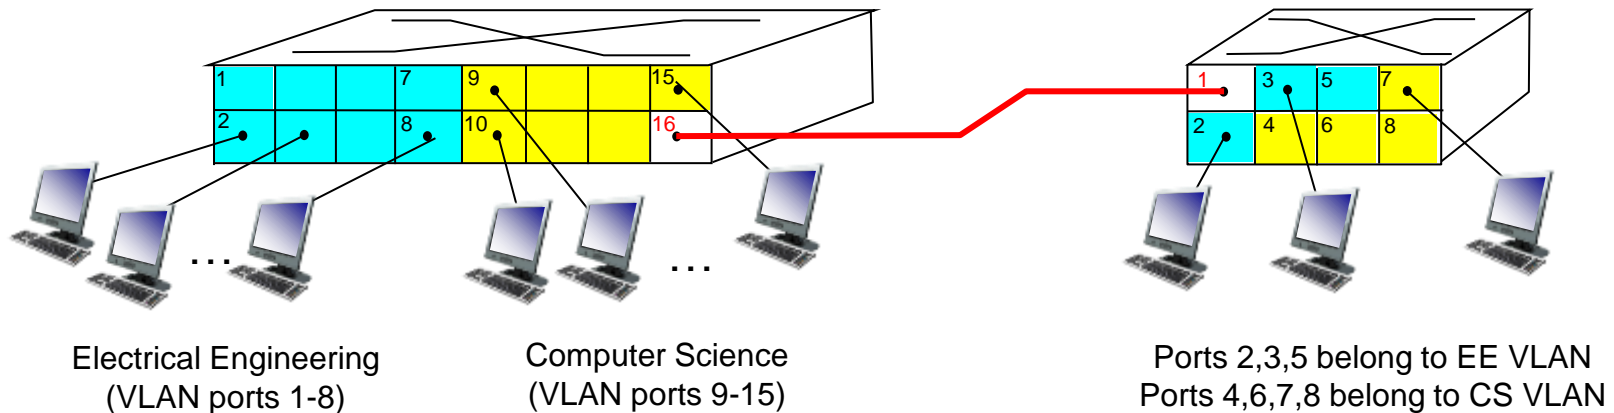 1 7 9 15
2 8 10 16
1 3 5 7
2 4 6 8
... ...
Electrical Engineering
(VLAN ports 1-8)
Computer Science
(VLAN ports 9-15)
Ports 2,3,5 belong to EE VLAN
Ports 4,6,7,8 belong to CS VLAN